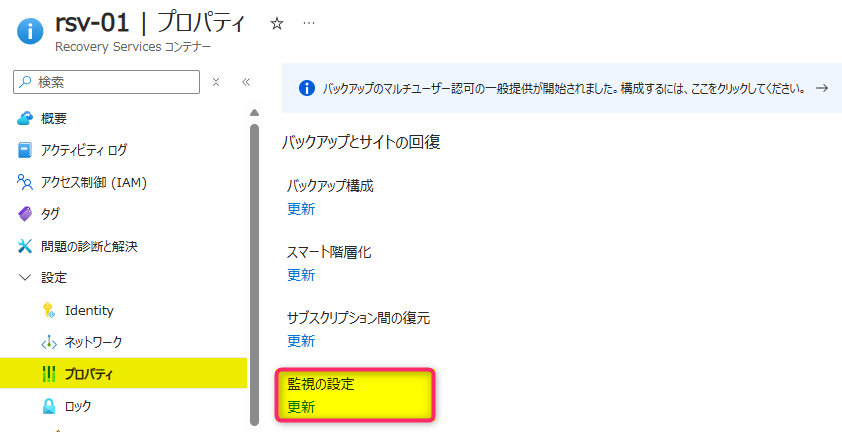 rsv-01 | プロパティ
Recovery Services コンテナー
検索
バックアップのマルチユーザー認可の一般提供が開始されました。構成するには、ここをクリックしてください。 →
概要
アクティビティ ログ
アクセス制御 (IAM)
タグ
問題の診断と解決
設定
Identity
ネットワーク
プロパティ
ロック
バックアップとサイトの回復
バックアップ構成
更新
スマート階層化
更新
サブスクリプション間の復元
更新
監視の設定
更新